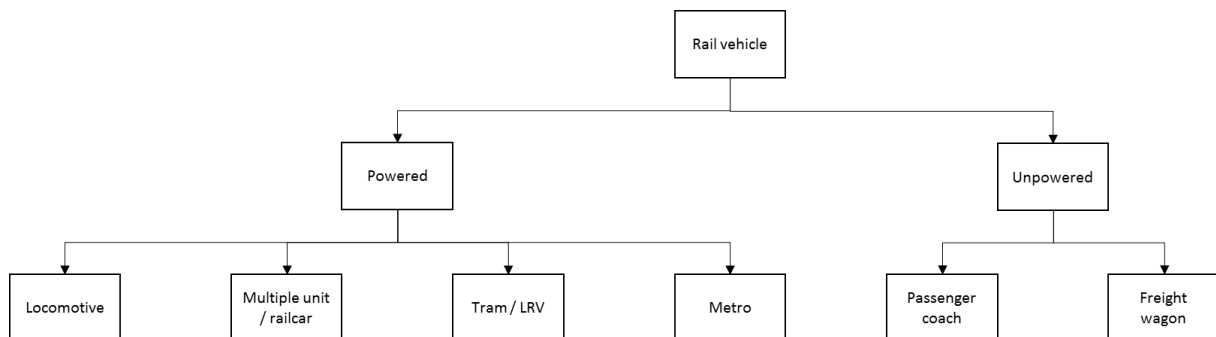 Rail vehicle
Powered
Unpowered
Locomotive
Multiple unit
/ railcar
Tram / LRV
Metro
Passenger
coach
Freight
wagon